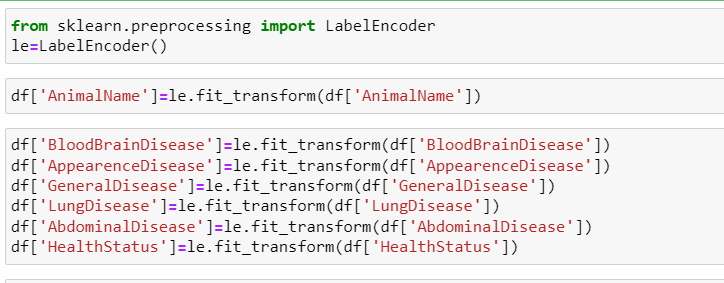 from sklearn.preprocessing import LabelEncoder
le=LabelEncoder()
df['AnimalName']=le.fit_transform(df['AnimalName'])
df['BloodBrainDisease']=le.fit_transform(df['BloodBrainDisease'])
df['AppearenceDisease']=le.fit_transform(df['AppearenceDisease'])
df['GeneralDisease']=le.fit_transform(df['GeneralDisease'])
df['LungDisease']=le.fit_transform(df['LungDisease'])
df['AbdominalDisease']=le.fit_transform(df['AbdominalDisease'])
df['HealthStatus']=le.fit_transform(df['HealthStatus'])